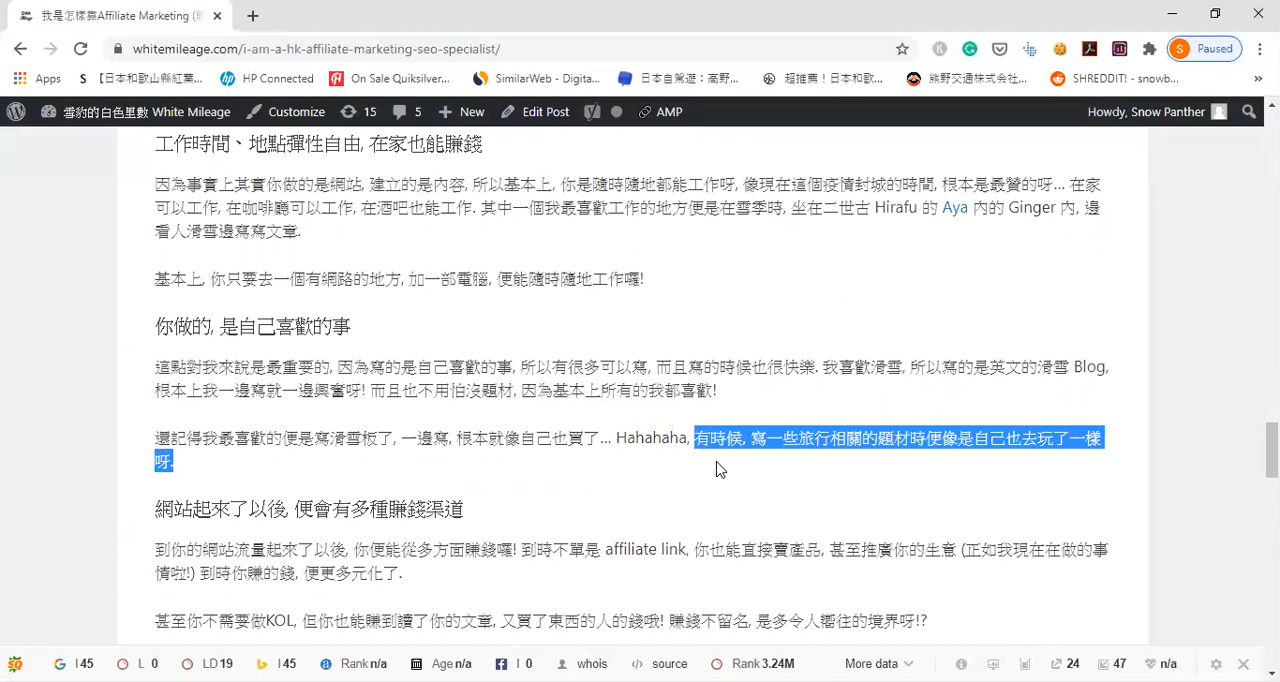 我是怎樣靠Affiliate Marketing (
whitemileage.com/i-am-a-hk-affiliate-marketing-seo-specialist/
S Paused
Apps
S 【日本和歌山縣紅葉...
hp HP Connected
On Sale Quiksilver...
SimilarWeb - Digita...
日本自駕遊：高野...
超推票！日本和歌...
熊野交通株式会社...
SHREDDIT! - snowb...
»
雪豹的白色里數 White Mileage
Customize
15
5
New
Edit Post
AMP
Howdy, Snow Panther
工作時間、地點彈性自由, 在家也能賺錢
因為事實上其實你做的是網站, 建立的是內容, 所以基本上, 你是隨時隨地都能工作呀, 像現在這個疫情封城的時間, 根本是最贊的呀... 在家
可以工作, 在咖啡廳可以工作, 在酒吧也能工作. 其中一個我最喜歡工作的地方便是在雪季時, 坐在二世古 Hirafu 的 Aya 內的 Ginger 內, 邊
看人滑雪邊寫寫文章.
基本上, 你只要去一個有網路的地方, 加一部電腦, 便能隨時隨地工作囉!
你做的, 是自己喜歡的事
這點對我來說是最重要的, 因為寫的是自己喜歡的事, 所以有很多可以寫, 而且寫的時候也很快樂. 我喜歡滑雪, 所以寫的是英文的滑雪 Blog,
根本上我一邊寫就一邊興奮呀! 而且也不用怕沒題材, 因為基本上所有的我都喜歡!
還記得我最喜歡的便是寫滑雪板了, 一邊寫, 根本就像自己也買了... Hahahaha, 有時候, 寫一些旅行相關的題材時便像是自己也去玩了一樣
呀.
網站起來了以後, 便會有多種賺錢渠道
到你的網站流量起來了以後, 你便能從多方面賺錢囉! 到時不單是 affiliate link, 你也能直接賣產品, 甚至推廣你的生意 (正如我現在在做的事
情啦!) 到時你賺的錢, 便更多元化了.
甚至你不需要做KOL, 但你也能賺到讀了你的文章, 又買了東西的人的錢哦! 賺錢不留名, 是多令人嚮往的境界呀!?
I 45
L 0
LD 19
I 45
Rank n/a
Age n/a
I 0
whois
source
Rank 3.24M
More data
24
47
n/a